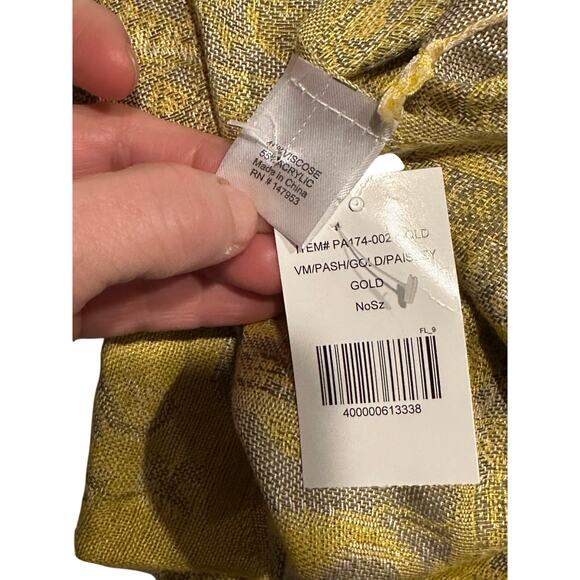 VISCOSE
55% ACRYLIC
Made in China
RN # 147953
ITEM# PA174-002 GOLD
VM/PASH/GOLD/PAISLEY
GOLD
NoSz
FL_9
400000613338